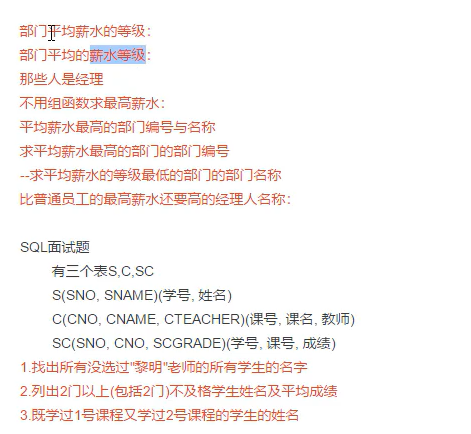 部门平均薪水的等级：
部门平均的薪水等级：
那些人是经理
不用组函数求最高薪水：
平均薪水最高的部门编号与名称
求平均薪水最高的部门的部门编号
--求平均薪水的等级最低的部门的部门名称
比普通员工的最高薪水还要高的经理人名称：
SQL面试题
有三个表S,C,SC
S(SNO, SNAME)(学号, 姓名)
C(CNO, CNAME, CTEACHER)(课号, 课名, 教师)
SC(SNO, CNO, SCGRADE)(学号, 课号, 成绩)
1.找出所有没选过"黎明"老师的所有学生的名字
2.列出2门以上(包括2门)不及格学生姓名及平均成绩
3.既学过1号课程又学过2号课程的学生的姓名